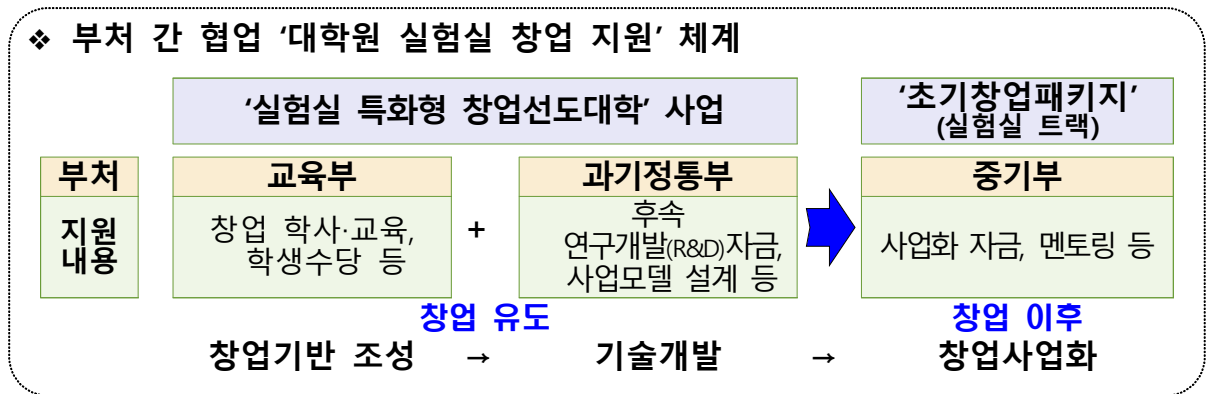 ❖ 부처 간 협업 ‘대학원 실험실 창업 지원’ 체계
‘실험실 특화형 창업선도대학’ 사업
‘초기창업패키지’
(실험실 트랙)
부처
교육부
과기정통부
중기부
지원
내용
창업 학사·교육,
학생수당 등
+
후속
연구개발(R&D)자금,
사업모델 설계 등
사업화 자금, 멘토링 등
창업 유도
창업 이후
창업기반 조성 → 기술개발 → 창업사업화